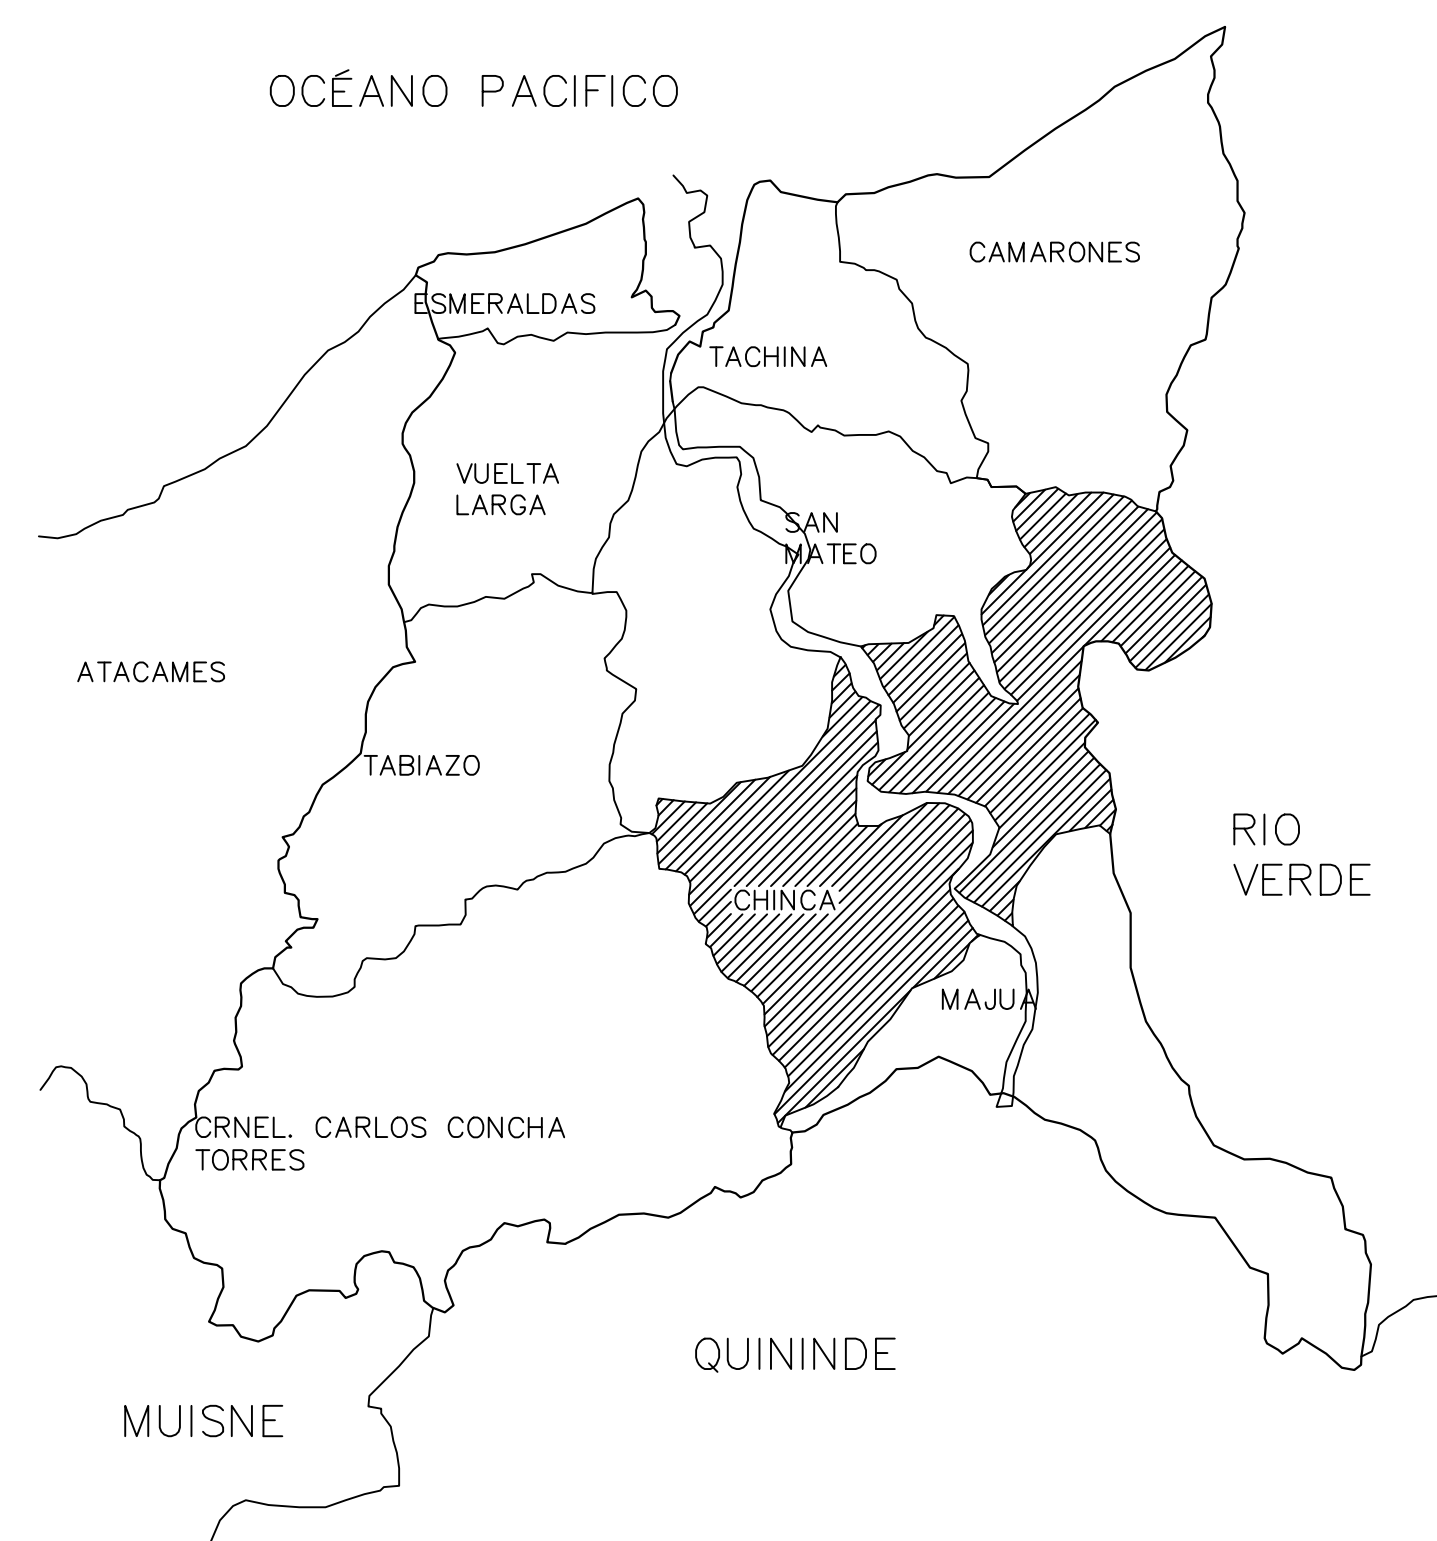 OCÉANO PACIFICO
CAMARONES
ESMERALDAS
TACHINA
VUELTA
LARGA
SAN
MATEO
ATACAMES
TABIAZO
RIO
VERDE
CHINCA
MAJUA
CRNEL. CARLOS CONCHA
TORRES
QUININDE
MUISNE